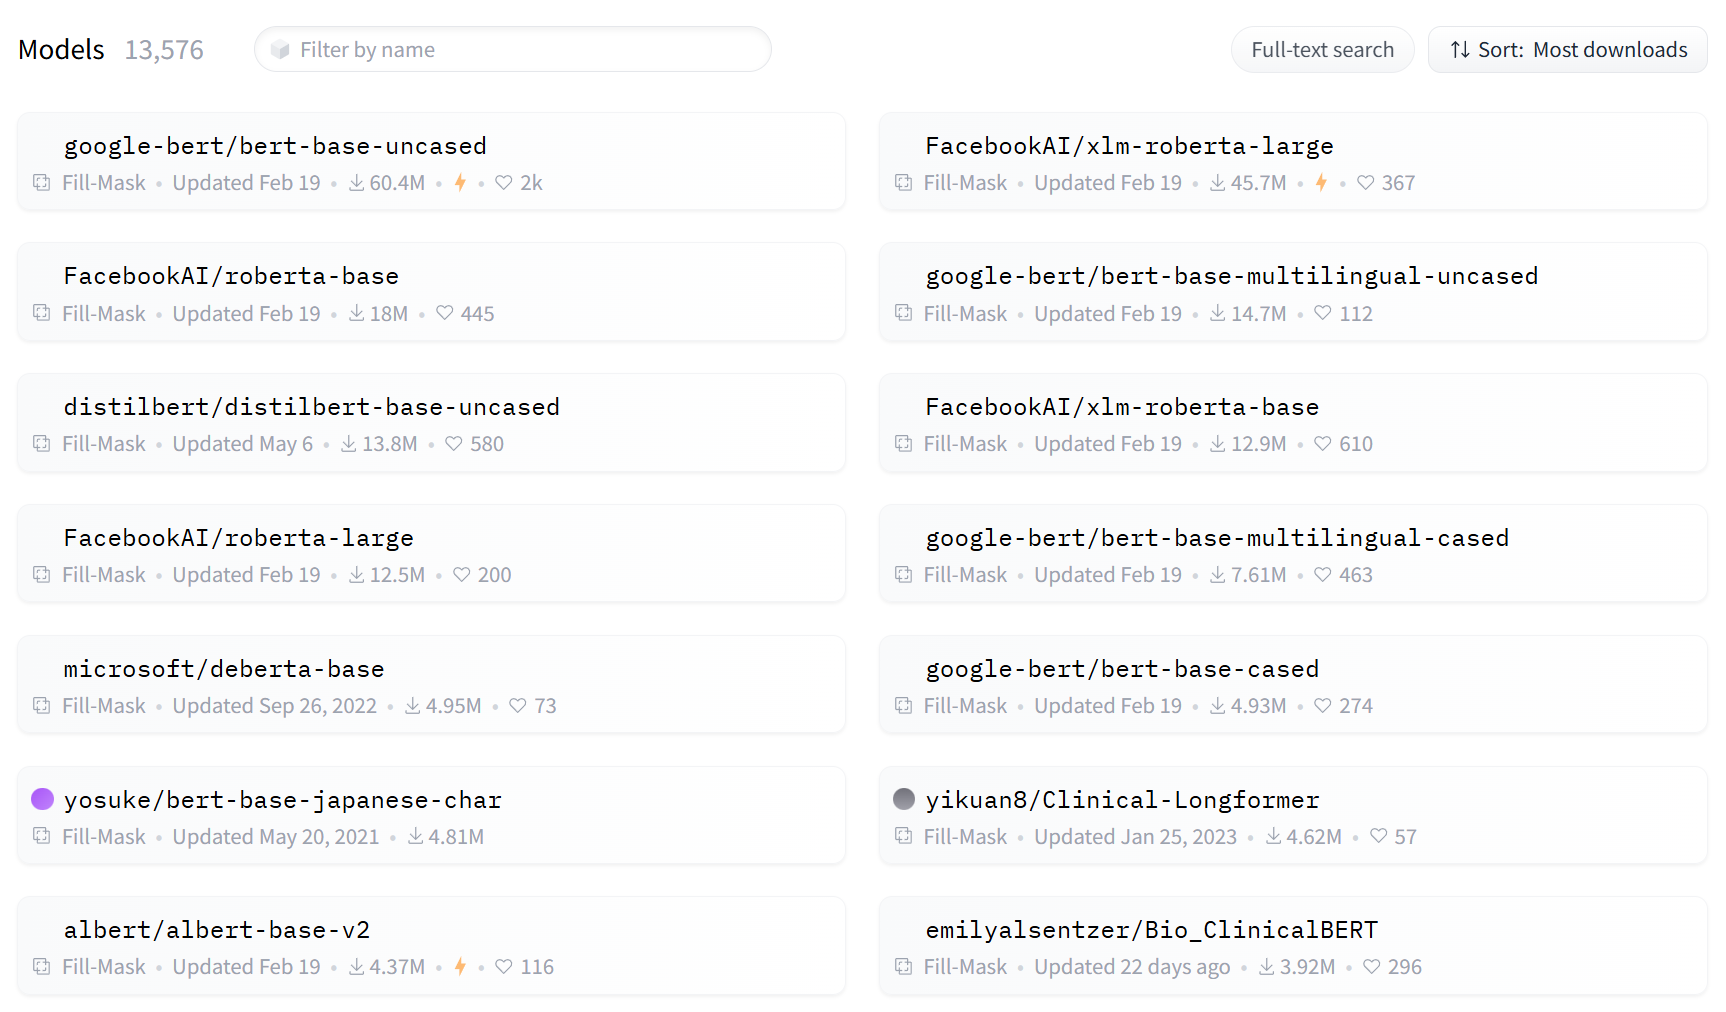 Models 13,576 Filter by name Full-text search Sort: Most downloads
google-bert/bert-base-uncased
Fill-Mask • Updated Feb 19 • 60.4M • • 2k
FacebookAI/xlm-roberta-large
Fill-Mask • Updated Feb 19 • 45.7M • • 367
FacebookAI/roberta-base
Fill-Mask • Updated Feb 19 • 18M • 445
google-bert/bert-base-multilingual-uncased
Fill-Mask • Updated Feb 19 • 14.7M • 112
distilbert/distilbert-base-uncased
Fill-Mask • Updated May 6 • 13.8M • 580
FacebookAI/xlm-roberta-base
Fill-Mask • Updated Feb 19 • 12.9M • 610
FacebookAI/roberta-large
Fill-Mask • Updated Feb 19 • 12.5M • 200
google-bert/bert-base-multilingual-cased
Fill-Mask • Updated Feb 19 • 7.61M • 463
microsoft/deberta-base
Fill-Mask • Updated Sep 26, 2022 • 4.95M • 73
google-bert/bert-base-cased
Fill-Mask • Updated Feb 19 • 4.93M • 274
yosuke/bert-base-japanese-char
Fill-Mask • Updated May 20, 2021 • 4.81M
yikuan8/Clinical-Longformer
Fill-Mask • Updated Jan 25, 2023 • 4.62M • 57
albert/albert-base-v2
Fill-Mask • Updated Feb 19 • 4.37M • • 116
emilyalsentzer/Bio_ClinicalBERT
Fill-Mask • Updated 22 days ago • 3.92M • 296